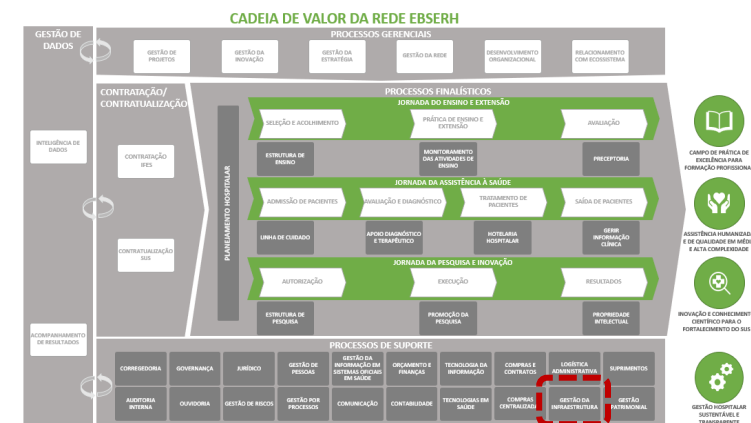 CADEIA DE VALOR DA REDE EBSERH
GESTÃO DE
DADOS
INTELIGÊNCIA DE
DADOS
ACOMPANHAMENTO
DE RESULTADOS
PROCESSOS GERENCIAIS
GESTÃO DE
PROJETOS
GESTÃO DA
INOVAÇÃO
GESTÃO DA
ESTRATÉGIA
GESTÃO DA REDE
DESENVOLVIMENTO
ORGANIZACIONAL
RELACIONAMENTO
COM ECOSSISTEMA
CONTRATAÇÃO/
CONTRATUALIZAÇÃO
CONTRATAÇÃO
IFES
CONTRATUALIZAÇÃO
SUS
PROCESSOS FINALÍSTICOS
PLANEJAMENTO HOSPITALAR
JORNADA DO ENSINO E EXTENSÃO
SELEÇÃO E ACOLHIMENTO
PRÁTICA DE ENSINO E
EXTENSÃO
AVALIAÇÃO
ESTRUTURA DE
ENSINO
MONITORAMENTO
DAS ATIVIDADES DE
ENSINO
PRECEPTORIA
JORNADA DA ASSISTÊNCIA À SAÚDE
ADMISSÃO DE PACIENTES
AVALIAÇÃO E DIAGNÓSTICO
TRATAMENTO DE
PACIENTES
SAÍDA DE PACIENTES
LINHA DE CUIDADO
APOIO DIAGNÓSTICO
E TERAPÊUTICO
HOTELARIA
HOSPITALAR
GERIR
INFORMAÇÃO
CLÍNICA
JORNADA DA PESQUISA E INOVAÇÃO
AUTORIZAÇÃO
EXECUÇÃO
RESULTADOS
ESTRUTURA DE
PESQUISA
PROMOÇÃO DA
PESQUISA
PROPRIEDADE
INTELECTUAL
PROCESSOS DE SUPORTE
CORREGEDORIA
GOVERNANÇA
JURÍDICO
GESTÃO DE
PESSOAS
GESTÃO DA
INFORMAÇÃO EM
SISTEMAS OFICIAIS
EM SAÚDE
ORÇAMENTO E
FINANÇAS
TECNOLOGIA DA
INFORMAÇÃO
COMPRAS E
CONTRATOS
LOGÍSTICA
ADMINISTRATIVA
SUPRIMENTOS
AUDITORIA
INTERNA
OUVIDORIA
GESTÃO DE RISCOS
GESTÃO POR
PROCESSOS
COMUNICAÇÃO
CONTABILIDADE
TECNOLOGIAS EM
SAÚDE
COMPRAS
CENTRALIZADA
GESTÃO DA
INFRAESTRUTURA
GESTÃO
PATRIMONIAL
CAMPO DE PRÁTICA DE
EXCELÊNCIA PARA
FORMAÇÃO PROFISSIONA
ASSISTÊNCIA HUMANIZADA
E DE QUALIDADE EM MÉDI
E ALTA COMPLEXIDADE
INOVAÇÃO E CONHECIMENT
CIENTÍFICO PARA O
FORTALECIMENTO DO SUS
GESTÃO HOSPITALAR
SUSTENTÁVEL E
TRANSPARENTE